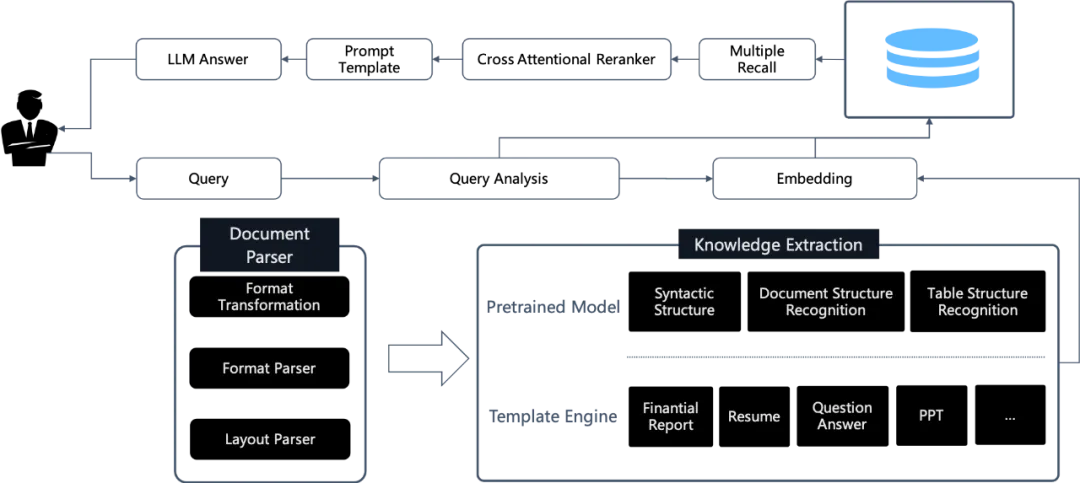 LLM Answer
Prompt
Template
Cross Attentional Reranker
Multiple
Recall
Query
Query Analysis
Embedding
Document
Parser
Format
Transformation
Format Parser
Layout Parser
Knowledge Extraction
Pretrained Model
Syntactic
Structure
Document Structure
Recognition
Table Structure
Recognition
Template Engine
Finantial
Report
Resume
Question
Answer
PPT
...